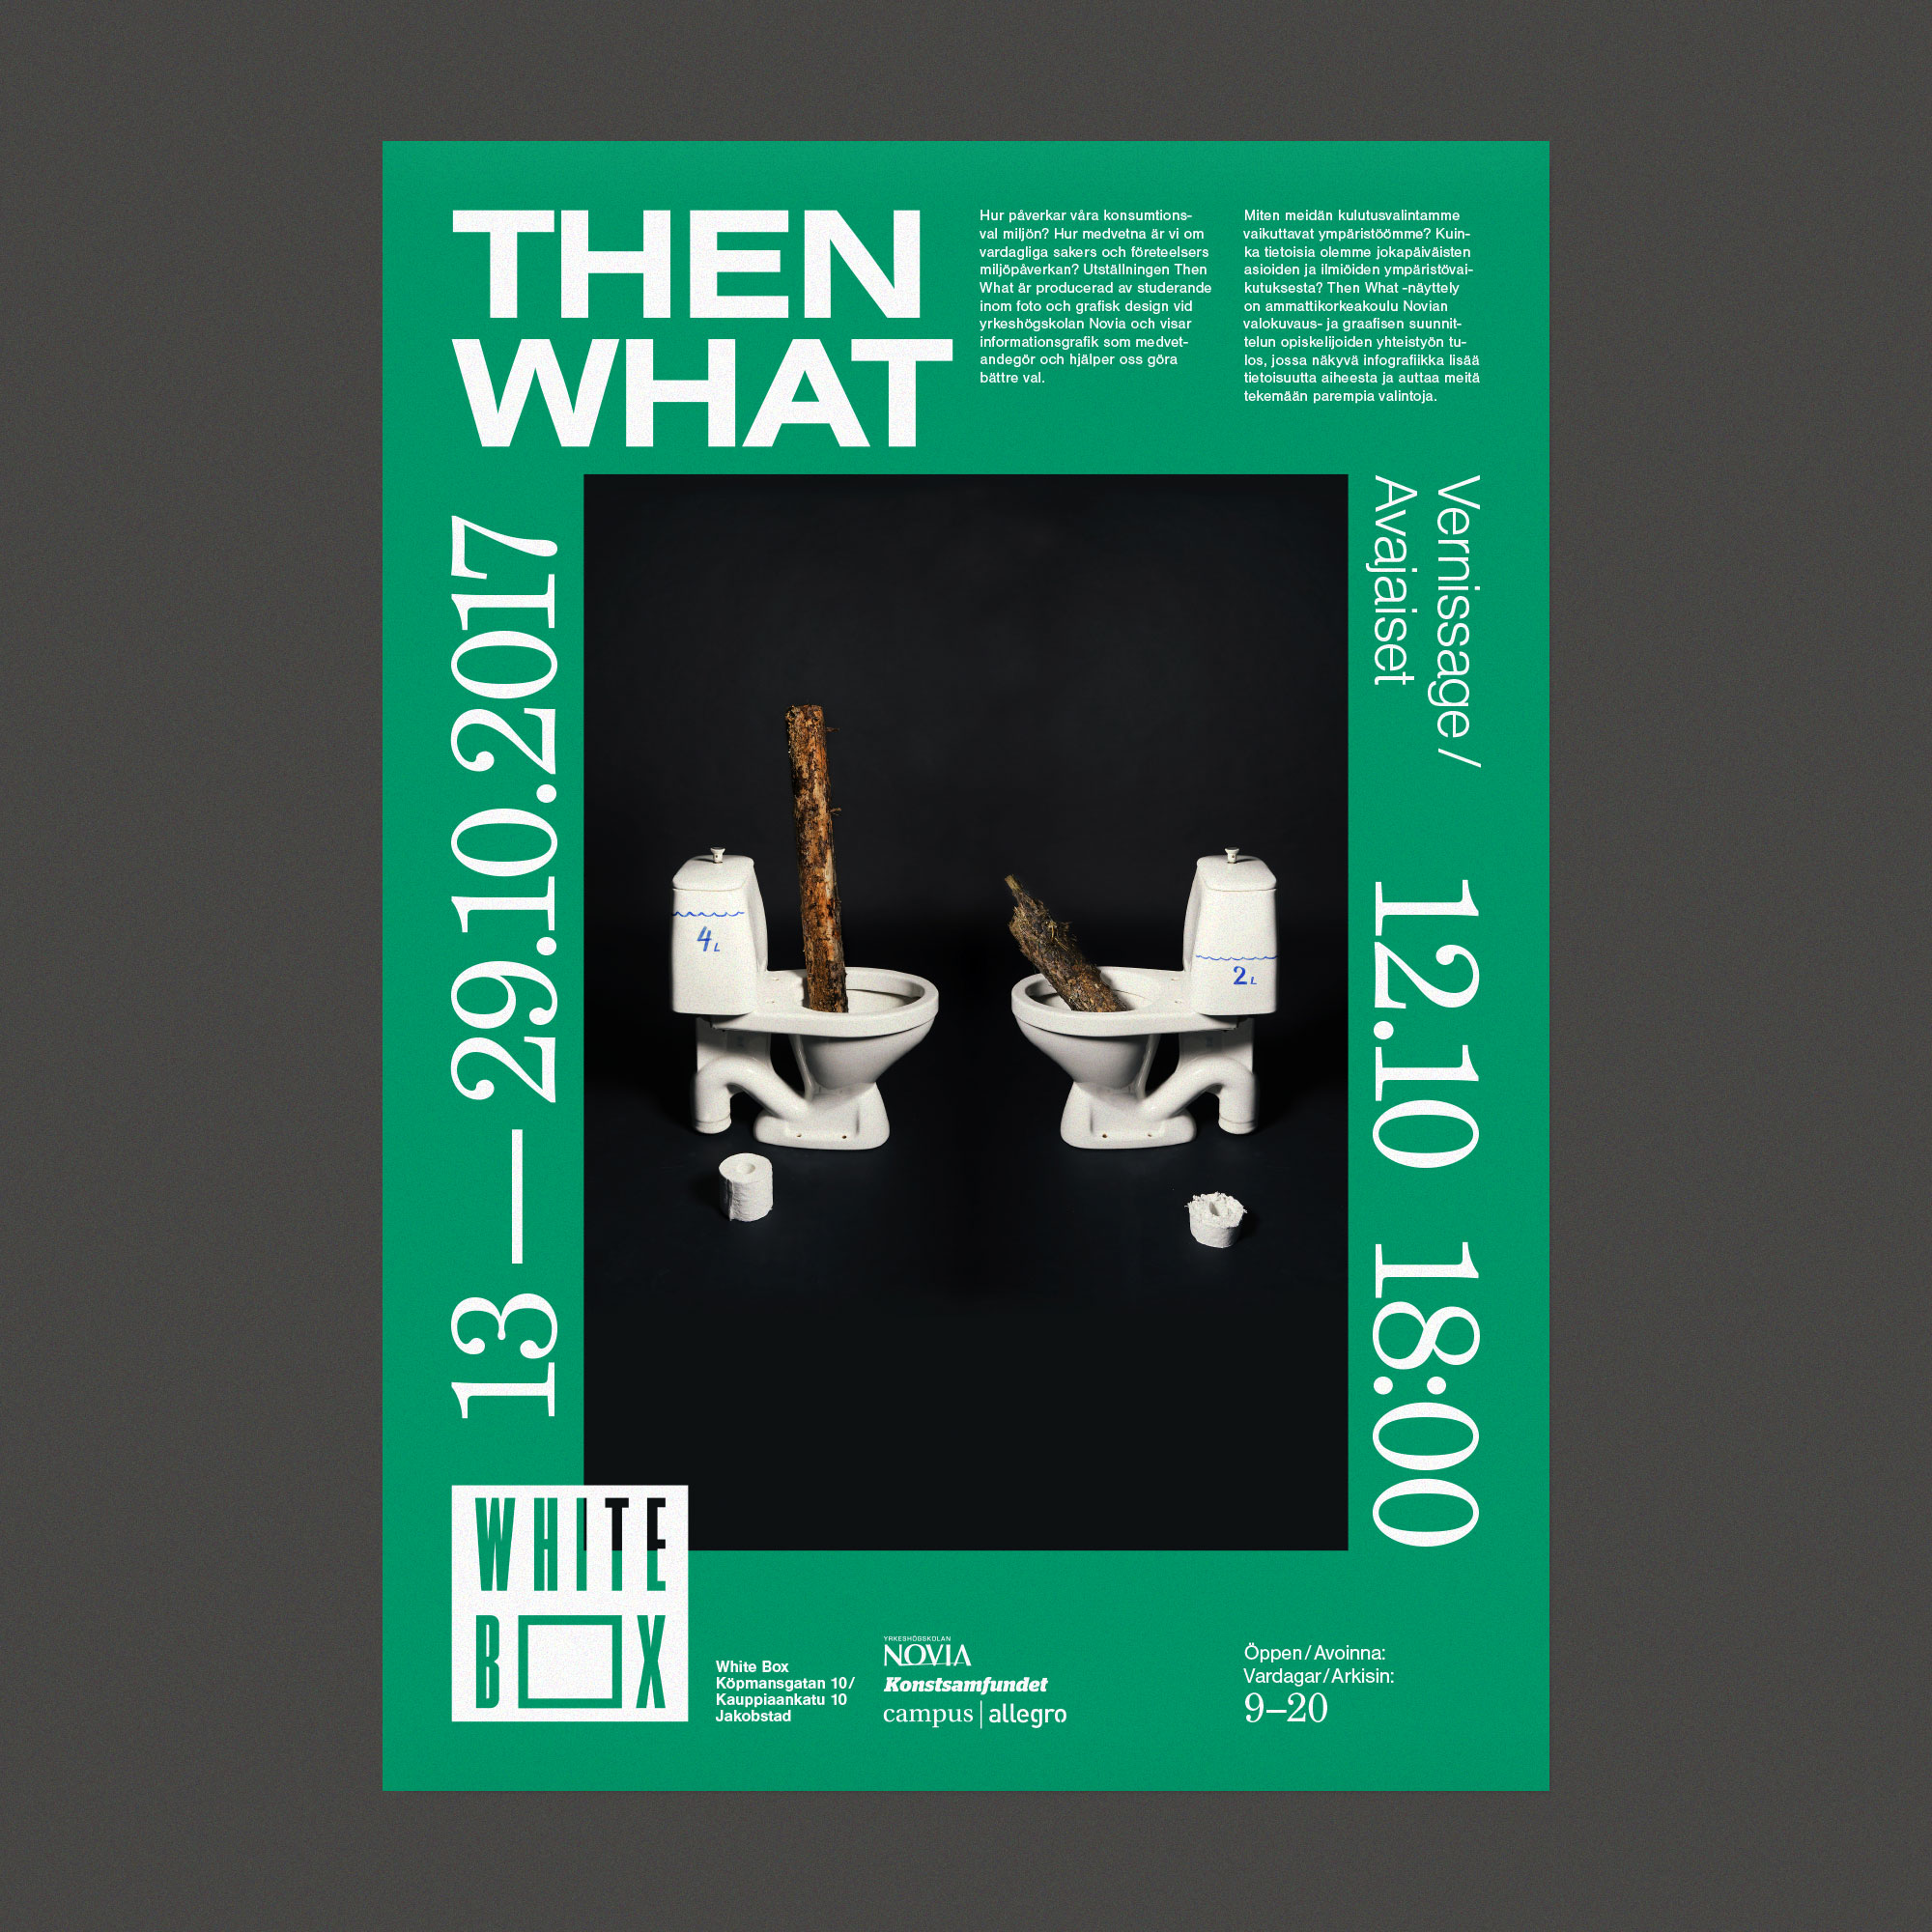 THEN
WHAT
Hur påverkar våra konsumtions-
val miljön? Hur medvetna är vi om
vardagliga sakers och företeelsers
miljöpåverkan? Utställningen Then
What är producerad av studerande
inom foto och grafisk design vid
yrkeshögskolan Novia och visar
informationsgrafik som medvet-
andegör och hjälper oss göra
bättre val.
Miten meidän kulutusvalintamme
vaikuttavat ympäristöömme? Kuin-
ka tietoisia olemme jokapäiväisten
asioiden ja ilmiöiden ympäristövai-
kutuksesta? Then What -näyttely
on ammattikorkeakoulu Novian
valokuvaus- ja graafisen suunnit-
telun opiskelijoiden yhteistyön tu-
los, jossa näkyvä infografiikka lisää
tietoisuutta aiheesta ja auttaa meitä
tekemään parempia valintoja.
13 — 29.10.2017
Vernissage /
Avajaiset
12.10 18:00
4L
2L
WHITE
BOX
White Box
Köpmansgatan 10/
Kauppiaankatu 10
Jakobstad
YRKESHÖGSKOLAN
NOVIA
Konstsamfundet
campus | allegro
Öppen / Avoinna:
Vardagar / Arkisin:
9–20